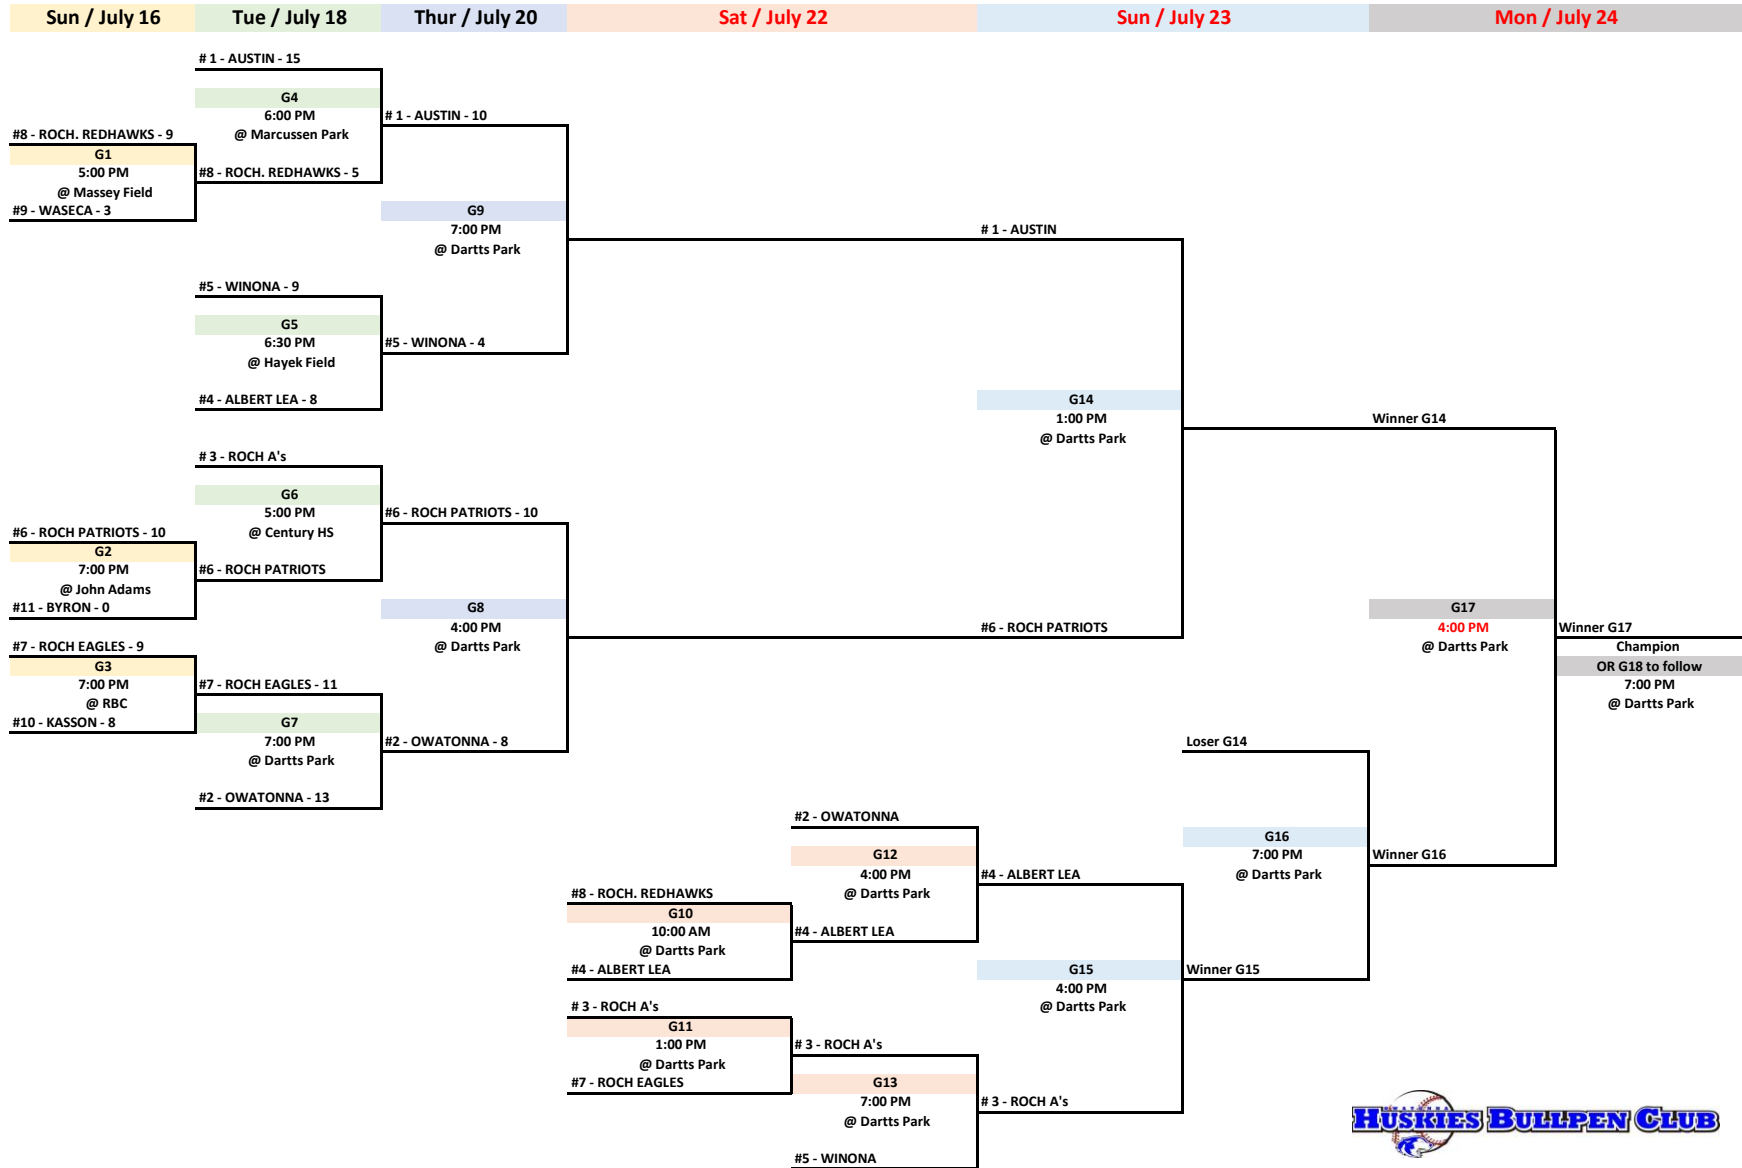 Sun / July 16
Tue / July 18
Thur / July 20
Sat / July 22
Sun / July 23
Mon / July 24
#8 - ROCH. REDHAWKS - 9
G1
5:00 PM
@ Massey Field
#9 - WASECA - 3
#6 - ROCH PATRIOTS - 10
G2
7:00 PM
@ John Adams
#11 - BYRON - 0
#7 - ROCH EAGLES - 9
G3
7:00 PM
@ RBC
#10 - KASSON - 8
# 1 - AUSTIN - 15
G4
6:00 PM
@ Marcussen Park
#8 - ROCH. REDHAWKS - 5
#5 - WINONA - 9
G5
6:30 PM
@ Hayek Field
#4 - ALBERT LEA - 8
# 3 - ROCH A's
G6
5:00 PM
@ Century HS
#6 - ROCH PATRIOTS
#7 - ROCH EAGLES - 11
G7
7:00 PM
@ Dartts Park
#2 - OWATONNA - 13
# 1 - AUSTIN - 10
G9
7:00 PM
@ Dartts Park
#5 - WINONA - 4
#6 - ROCH PATRIOTS - 10
G8
4:00 PM
@ Dartts Park
#2 - OWATONNA - 8
#8 - ROCH. REDHAWKS
G10
10:00 AM
@ Dartts Park
#4 - ALBERT LEA
# 3 - ROCH A's
G11
1:00 PM
@ Dartts Park
#7 - ROCH EAGLES
#2 - OWATONNA
G12
4:00 PM
@ Dartts Park
#4 - ALBERT LEA
# 3 - ROCH A's
G13
7:00 PM
@ Dartts Park
#5 - WINONA
# 1 - AUSTIN
G14
1:00 PM
@ Dartts Park
#6 - ROCH PATRIOTS
#4 - ALBERT LEA
G15
4:00 PM
@ Dartts Park
# 3 - ROCH A's
Loser G14
G16
7:00 PM
@ Dartts Park
Winner G15
Winner G14
G17
4:00 PM
@ Dartts Park
Winner G16
Winner G17
Champion
OR G18 to follow
7:00 PM
@ Dartts Park
OWATONNA
HUSKIES BULLPEN CLUB